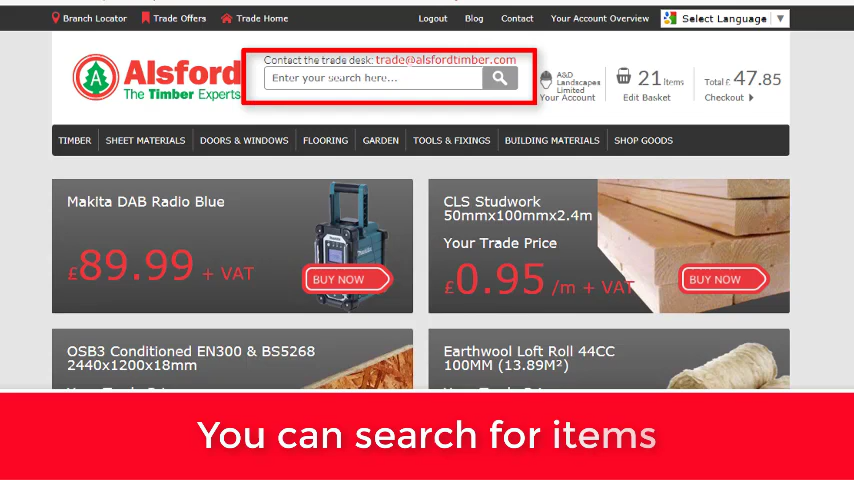 Branch Locator Trade Offers Trade Home Logout Blog Contact Your Account Overview Select Language ▼
Contact the trade desk: trade@alsfordtimber.com
Enter your search here...
Alsford
The Timber Experts
A&D
Landscapes
Limited
Your Account
21 Items
Edit Basket
Total £ 47.85
Checkout
TIMBER SHEET MATERIALS DOORS & WINDOWS FLOORING GARDEN TOOLS & FIXINGS BUILDING MATERIALS SHOP GOODS
Makita DAB Radio Blue
£89.99 + VAT
BUY NOW
CLS Studwork
50mmx100mmx2.4m
Your Trade Price
£0.95 /m + VAT
BUY NOW
OSB3 Conditioned EN300 & BS5268
2440x1200x18mm
Earthwool Loft Roll 44CC
100MM (13.89M²)
You can search for items